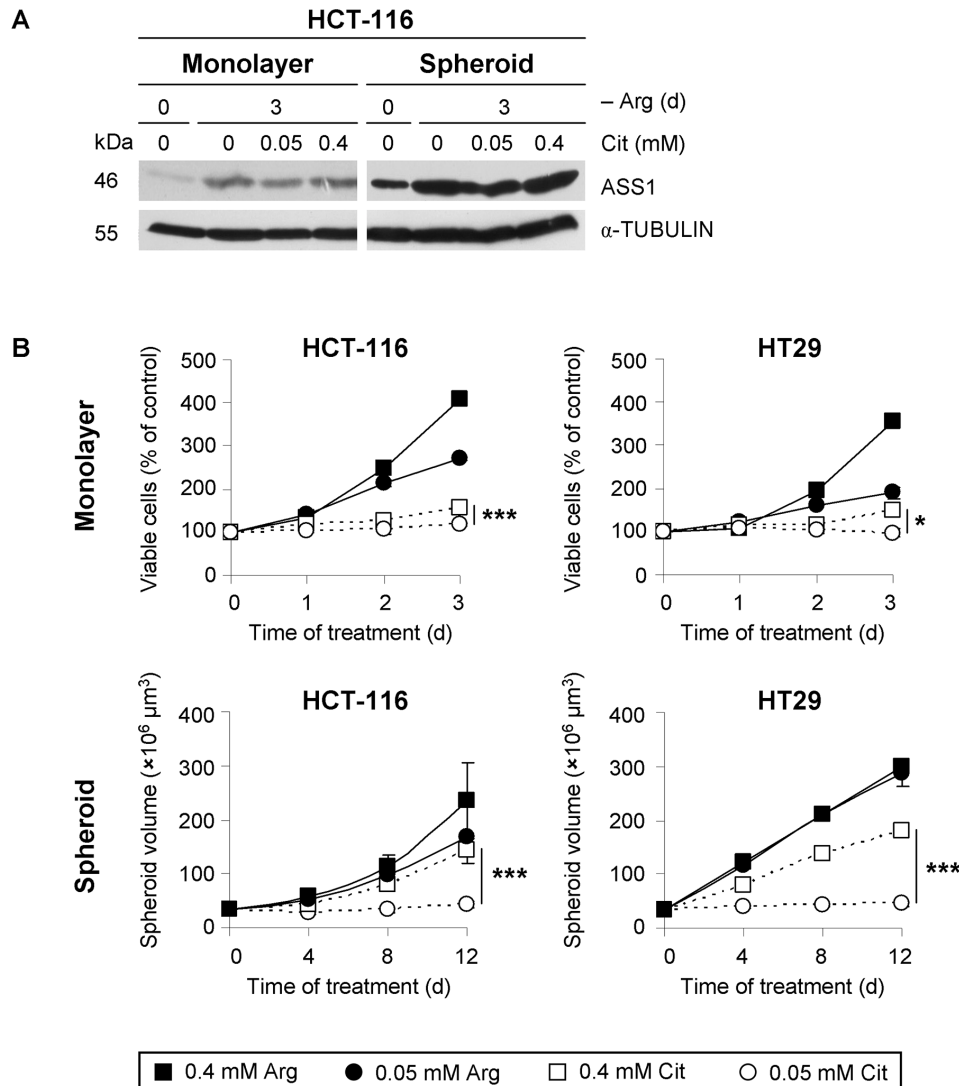 A
HCT-116
Monolayer Spheroid
0 3 0 3 – Arg (d)
kDa 0 0 0.05 0.4 0 0 0.05 0.4 Cit (mM)
46 ASS1
55 α-TUBULIN
B
Monolayer
HCT-116
Viable cells (% of control)
500
400
300
200
100
0
***
0 1 2 3
Time of treatment (d)
HT29
Viable cells (% of control)
500
400
300
200
100
0
*
0 1 2 3
Time of treatment (d)
Spheroid
HCT-116
Spheroid volume (×10⁶ µm³)
400
300
200
100
0
***
0 4 8 12
Time of treatment (d)
HT29
Spheroid volume (×10⁶ µm³)
400
300
200
100
0
***
0 4 8 12
Time of treatment (d)
■ 0.4 mM Arg ● 0.05 mM Arg □ 0.4 mM Cit ○ 0.05 mM Cit